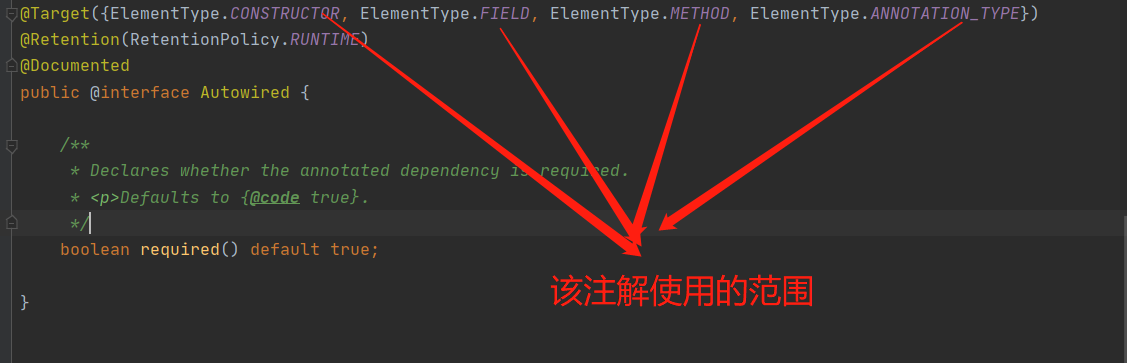 @Target({ElementType.CONSTRUCTOR, ElementType.FIELD, ElementType.METHOD, ElementType.ANNOTATION_TYPE})
@Retention(RetentionPolicy.RUNTIME)
@Documented
public @interface Autowired {
/**
* Declares whether the annotated dependency is required.
* <p>Defaults to {@code true}.
*/
boolean required() default true;
该注解使用的范围
}